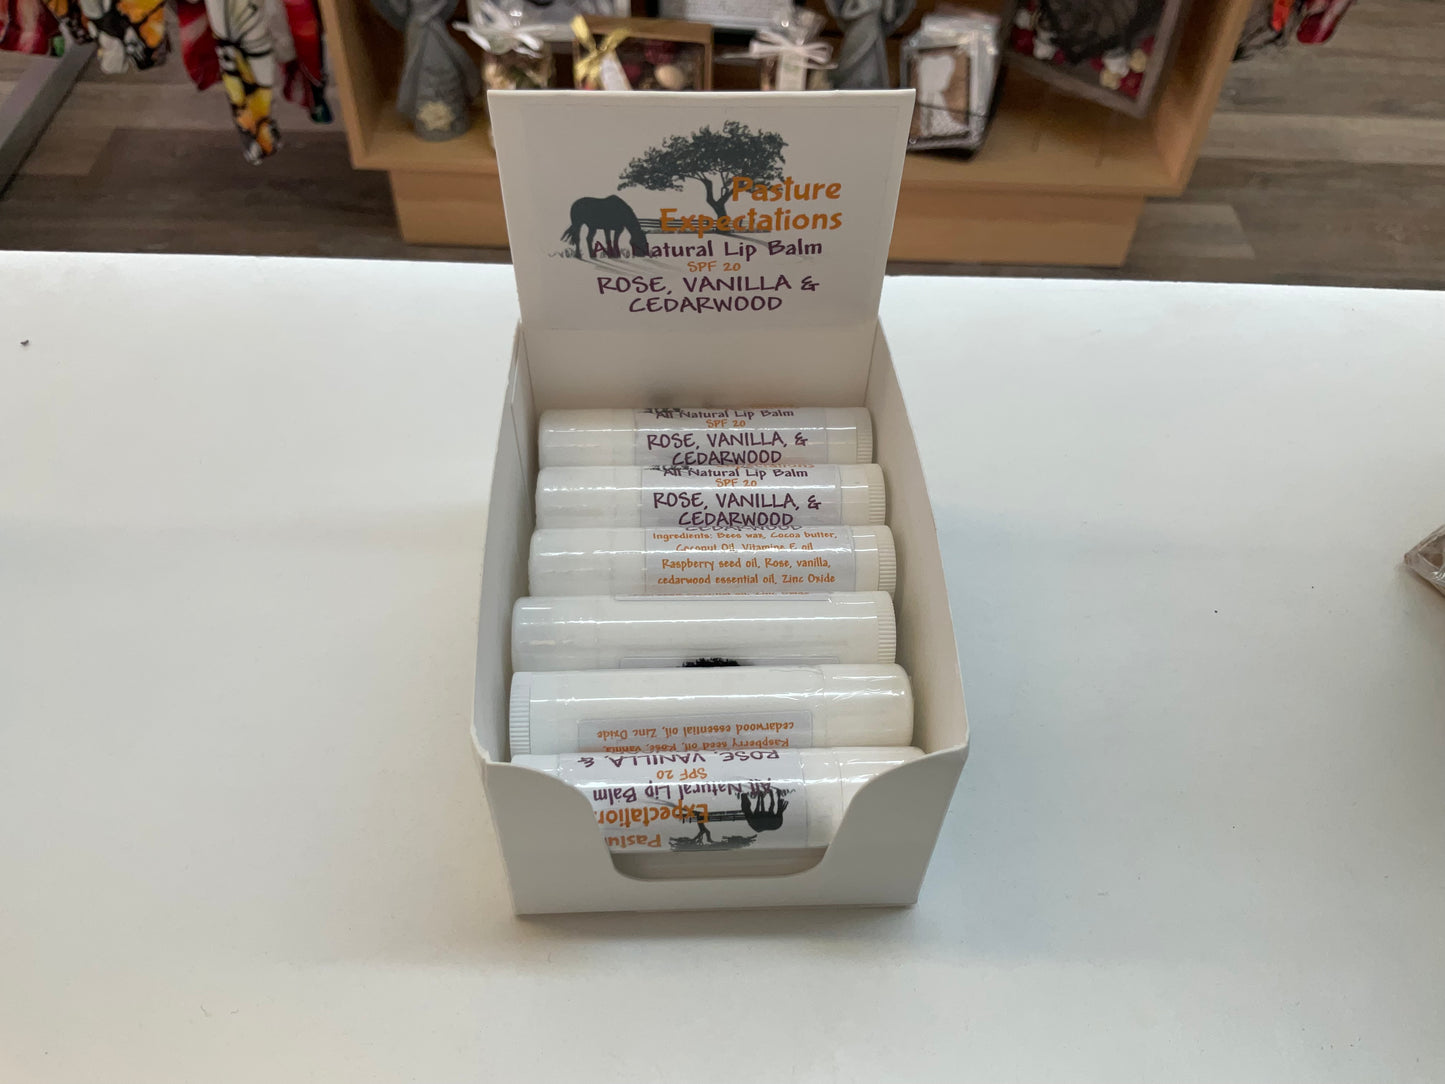 Pasture
Expectations
All Natural Lip Balm
SPF 20
ROSE, VANILLA &
CEDARWOOD
All Natural Lip Balm
SPF 20
ROSE, VANILLA, &
CEDARWOOD
All Natural Lip Balm
SPF 20
ROSE, VANILLA, &
CEDARWOOD
CEDARWOOD
Ingredients: Bees wax, Cocoa butter,
Coconut Oil, Vitamine E oil
Raspberry seed oil, Rose, vanilla,
cedarwood essential oil, Zinc Oxide
cedarwood essential oil, Zinc Oxide
Raspberry seed oil, Rose, vanilla,
ROSE, VANILLA, &
SPF 20
All Natural Lip Balm
Expectation
Pastur